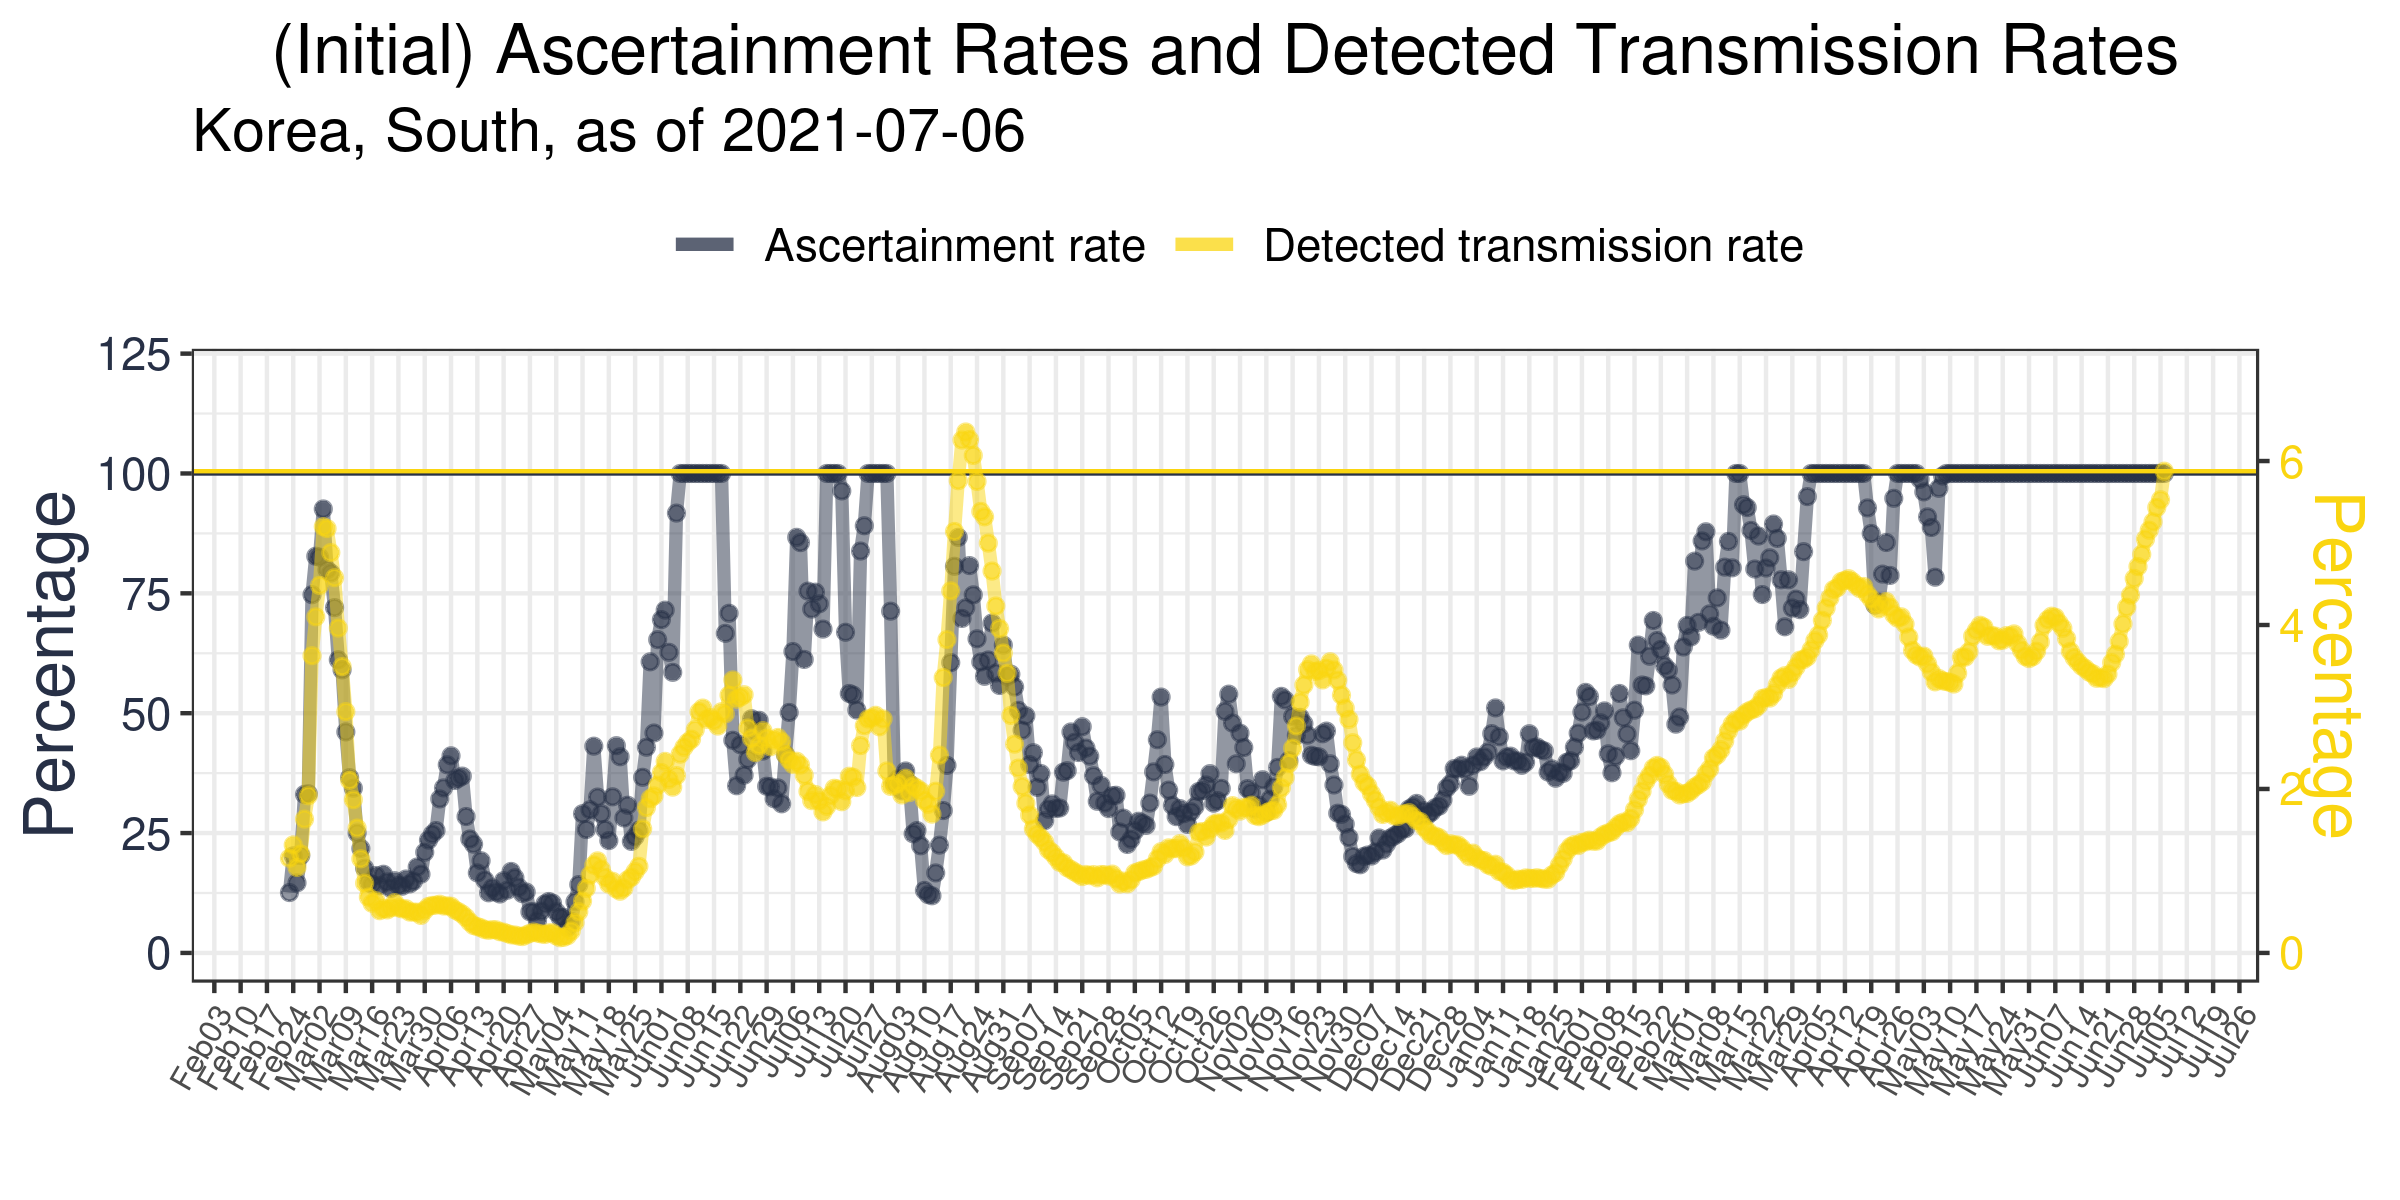 (Initial) Ascertainment Rates and Detected Transmission Rates
Korea, South, as of 2021-07-06
Ascertainment rate
Detected transmission rate
Percentage
125
100
75
50
25
0
6
4
2
0
Percentage
Feb03
Feb10
Feb17
Feb24
Mar02
Mar09
Mar16
Mar23
Mar30
Apr06
Apr13
Apr20
Apr27
May04
May11
May18
May25
Jun01
Jun08
Jun15
Jun22
Jun29
Jul06
Jul13
Jul20
Jul27
Aug03
Aug10
Aug17
Aug24
Aug31
Sep07
Sep14
Sep21
Sep28
Oct05
Oct12
Oct19
Oct26
Nov02
Nov09
Nov16
Nov23
Nov30
Dec07
Dec14
Dec21
Dec28
Jan04
Jan11
Jan18
Jan25
Feb01
Feb08
Feb15
Feb22
Mar01
Mar08
Mar15
Mar22
Mar29
Apr05
Apr12
Apr19
Apr26
May03
May10
May17
May24
May31
Jun07
Jun14
Jun21
Jun28
Jul05
Jul12
Jul19
Jul26